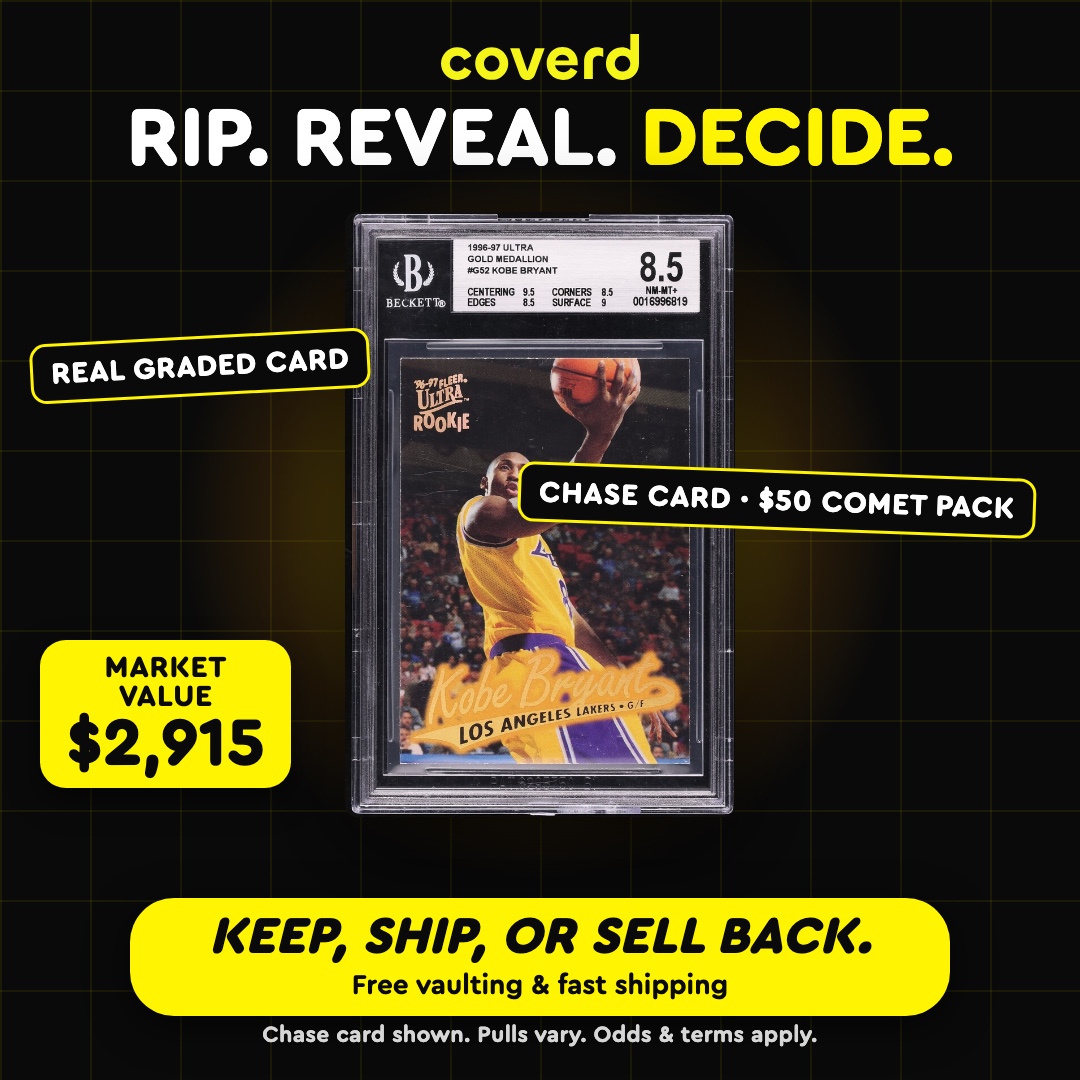 coverd
RIP. REVEAL. DECIDE.
1996-97 ULTRA
GOLD MEDALLION
#G52 KOBE BRYANT
8.5
NM-MT+
CENTERING 9.5 CORNERS 8.5
EDGES 8.5 SURFACE 9
0016996819
B
BECKETT®
REAL GRADED CARD
'96-97 FLEER
ULTRA™
ROOKIE
CHASE CARD • $50 COMET PACK
MARKET
VALUE
$2,915
Kobe Bryant
LOS ANGELES LAKERS • G/F
KEEP, SHIP, OR SELL BACK.
Free vaulting & fast shipping
Chase card shown. Pulls vary. Odds & terms apply.